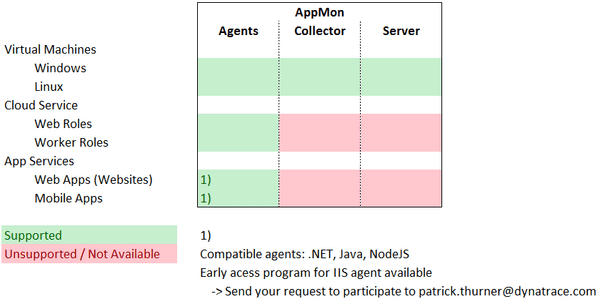 AppMon
Agents Collector Server
Virtual Machines
Windows
Linux
Cloud Service
Web Roles
Worker Roles
App Services
Web Apps (Websites) 1)
Mobile Apps 1)
Supported 1)
Unsupported / Not Available Compatible agents: .NET, Java, NodeJS
Early acess program for IIS agent available
-> Send your request to participate to patrick.thurner@dynatrace.com